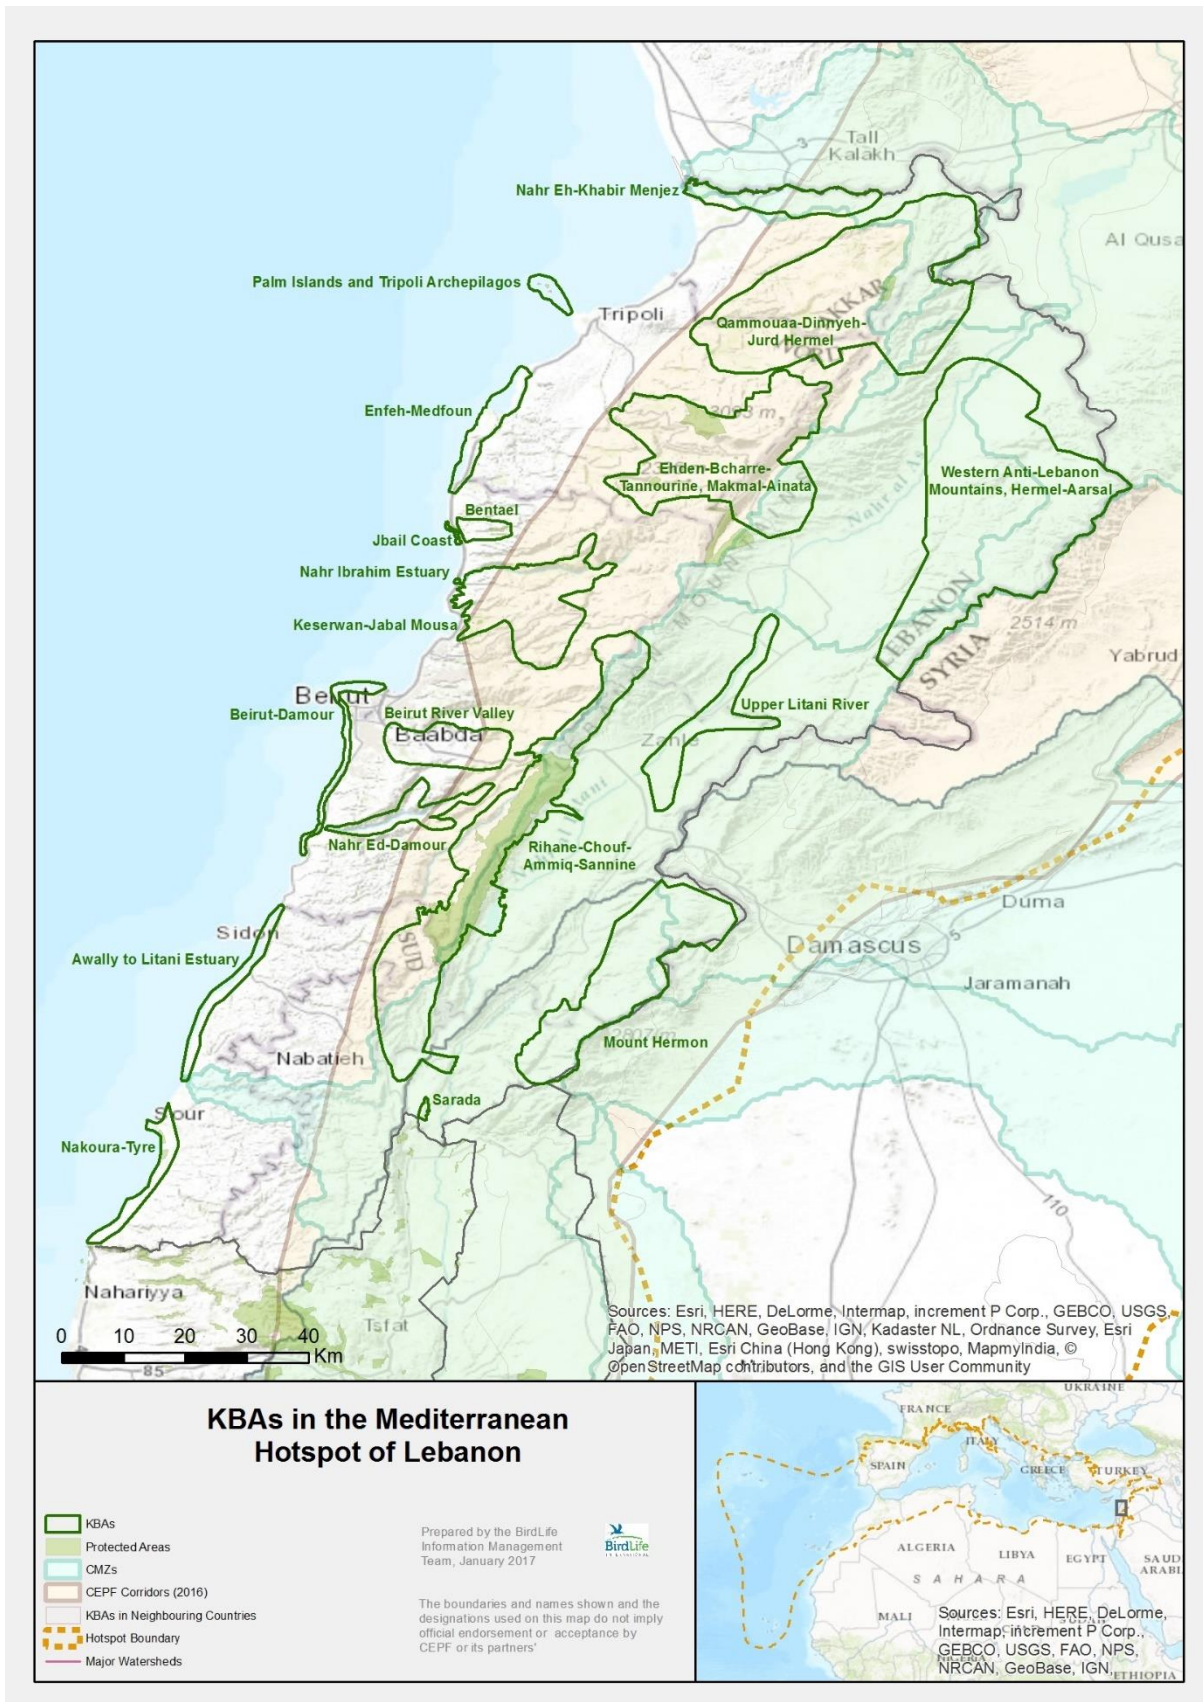 Tall
Kalakh
3
Nahr Eh-Khabir Menjez
Al Qusa
Palm Islands and Tripoli Archepilagos
Tripoli
AKKAR
Qammouaa-Dinnyeh-
Jurd Hermel
Enfeh-Medfoun
3083 m
Ehden-Bcharre-
Tannourine, Makmal-Ainata
Western Anti-Lebanon
Mountains, Hermel-Aarsal
Bentael
Jbail Coast
Nahr Ibrahim Estuary
Keserwan-Jabal Mousa
LEBANON
SYRIA
2514 m
Yabrud
Beirut
Beirut-Damour
Beirut River Valley
Baabda
Upper Litani River
Zahle
Nahr Ed-Damour
Rihane-Chouf-
Ammiq-Sannine
Duma
Sidon
SUD
Damascus
5
Awally to Litani Estuary
Jaramanah
Nabatieh
Mount Hermon
Sarada
Sour
Nakoura-Tyre
110
Nahariyya
Tsfat
0 10 20 30 40
Km
85
Sources: Esri, HERE, DeLorme, Intermap, increment P Corp., GEBCO, USGS,
FAO, NPS, NRCAN, GeoBase, IGN, Kadaster NL, Ordnance Survey, Esri
Japan, METI, Esri China (Hong Kong), swisstopo, MapmyIndia, ©
OpenStreetMap contributors, and the GIS User Community
KBAs in the Mediterranean
Hotspot of Lebanon
KBAs
Protected Areas
CMZs
CEPF Corridors (2016)
KBAs in Neighbouring Countries
Hotspot Boundary
Major Watersheds
Prepared by the BirdLife
Information Management
Team, January 2017
BirdLife
INTERNATIONAL
The boundaries and names shown and the
designations used on this map do not imply
official endorsement or acceptance by
CEPF or its partners'
UKRAINE
FRANCE
ITALY
SPAIN
GREECE
TURKEY
ALGERIA
LIBYA
EGYPT
SAUD
ARABI
SAHARA
MALI
Sources: Esri, HERE, DeLorme,
Intermap, increment P Corp.,
GEBCO, USGS, FAO, NPS,
NRCAN, GeoBase, IGN,
ETHIOPIA